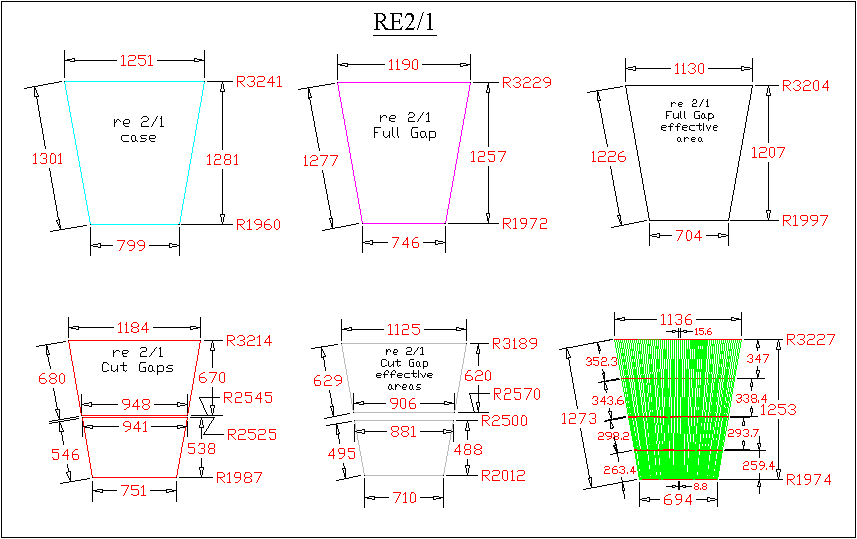 RE2/1
1251
R3241
re 2/1
case
1301
1281
R1960
799
1190
R3229
re 2/1
Full Gap
1277
1257
R1972
746
1130
R3204
re 2/1
Full Gap
effective
area
1226
1207
R1997
704
1184
R3214
re 2/1
Cut Gaps
680
670
948
R2545
941
R2525
546
538
R1987
751
1125
R3189
re 2/1
Cut Gap
effective
areas
629
620
906
R2570
R2500
881
495
488
R2012
710
1136
15.6
R3227
352.3
347
343.6
338.4
1273
1253
298.2
293.7
263.4
259.4
R1974
8.8
694